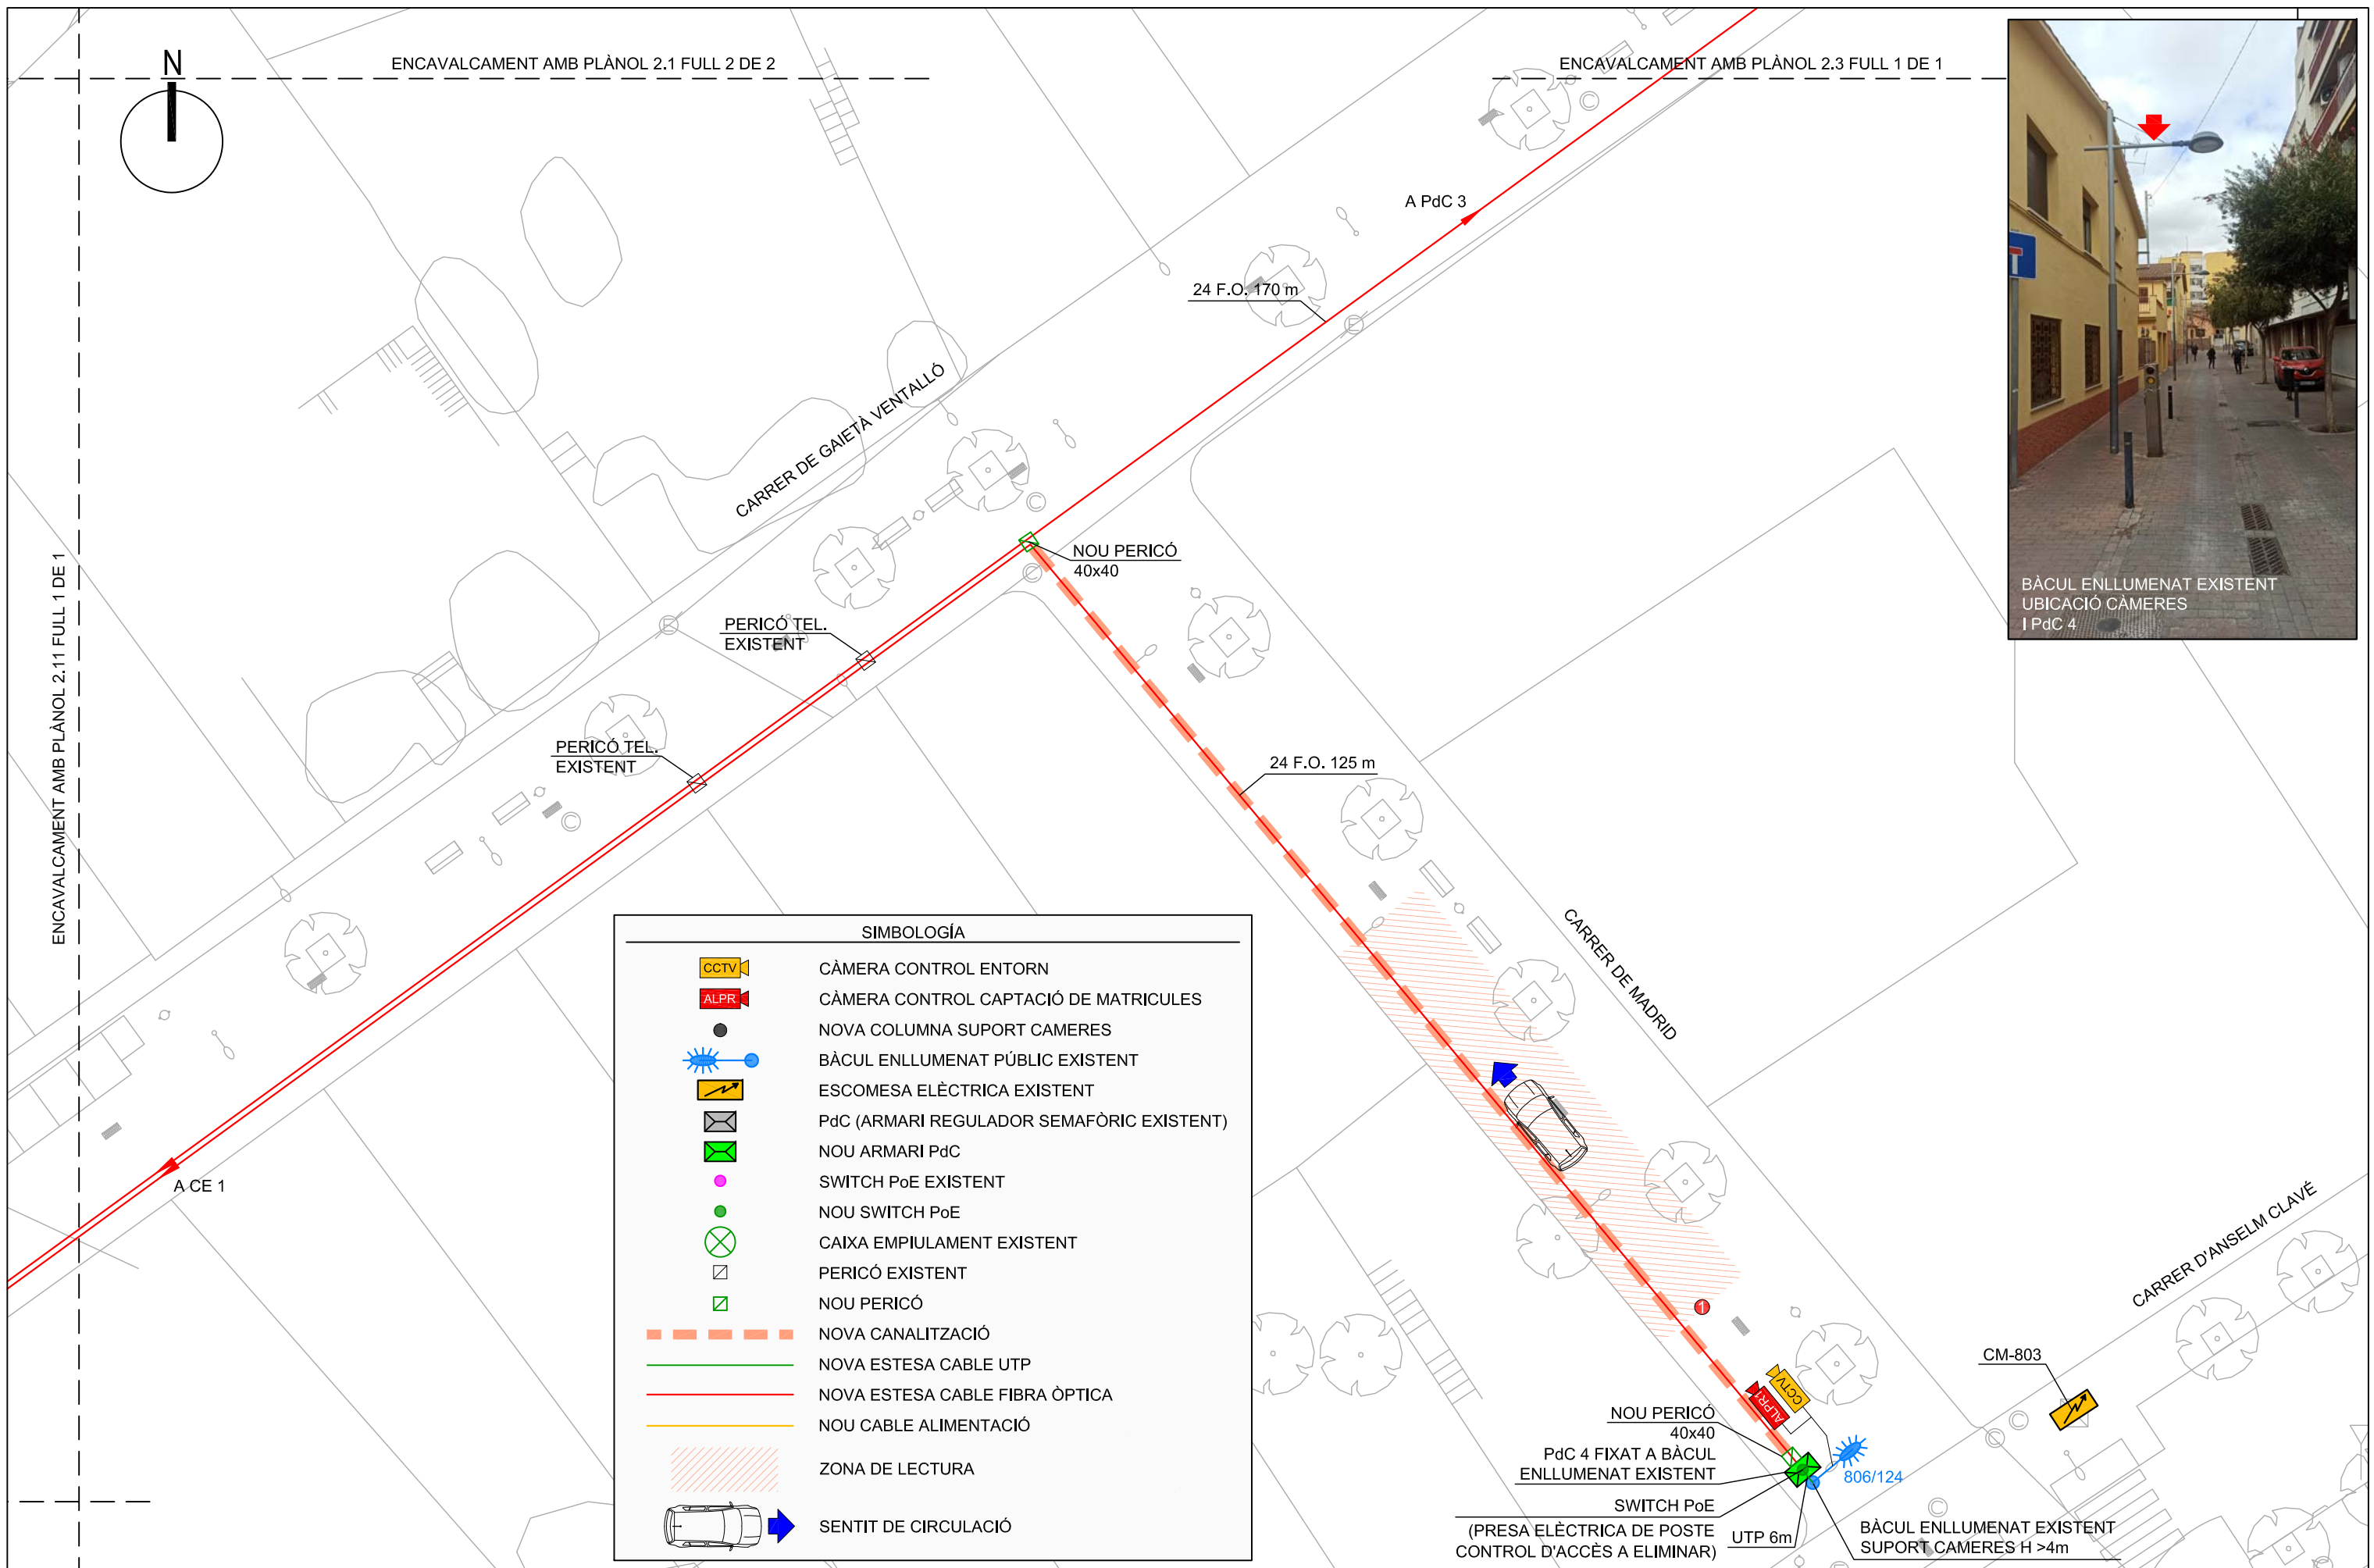 ENCAVALCAMENT AMB PLÀNOL 2.1 FULL 2 DE 2
ENCAVALCAMENT AMB PLÀNOL 2.3 FULL 1 DE 1
N
A PdC 3
24 F.O. 170 m
CARRER DE GAIETÀ VENTALLÓ
NOU PERICÓ
40x40
PERICÓ TEL.
EXISTENT
PERICÓ TEL.
EXISTENT
ENCAVALCAMENT AMB PLÀNOL 2.11 FULL 1 DE 1
BÀCUL ENLLUMENAT EXISTENT
UBICACIÓ CÀMERES
I PdC 4
24 F.O. 125 m
CARRER DE MADRID
A CE 1
SIMBOLOGÍA
CCTV CÀMERA CONTROL ENTORN
ALPR CÀMERA CONTROL CAPTACIÓ DE MATRICULES
NOVA COLUMNA SUPORT CAMERES
BÀCUL ENLLUMENAT PÚBLIC EXISTENT
ESCOMESA ELÈCTRICA EXISTENT
PdC (ARMARI REGULADOR SEMAFÒRIC EXISTENT)
NOU ARMARI PdC
SWITCH PoE EXISTENT
NOU SWITCH PoE
CAIXA EMPIULAMENT EXISTENT
PERICÓ EXISTENT
NOU PERICÓ
NOVA CANALITZACIÓ
NOVA ESTESA CABLE UTP
NOVA ESTESA CABLE FIBRA ÒPTICA
NOU CABLE ALIMENTACIÓ
ZONA DE LECTURA
SENTIT DE CIRCULACIÓ
CARRER D'ANSELM CLAVÉ
1
CM-803
CCTV
ALPR1
NOU PERICÓ
40x40
PdC 4 FIXAT A BÀCUL
ENLLUMENAT EXISTENT
806/124
SWITCH PoE
(PRESA ELÈCTRICA DE POSTE
CONTROL D'ACCÈS A ELIMINAR)
UTP 6m
BÀCUL ENLLUMENAT EXISTENT
SUPORT CAMERES H >4m